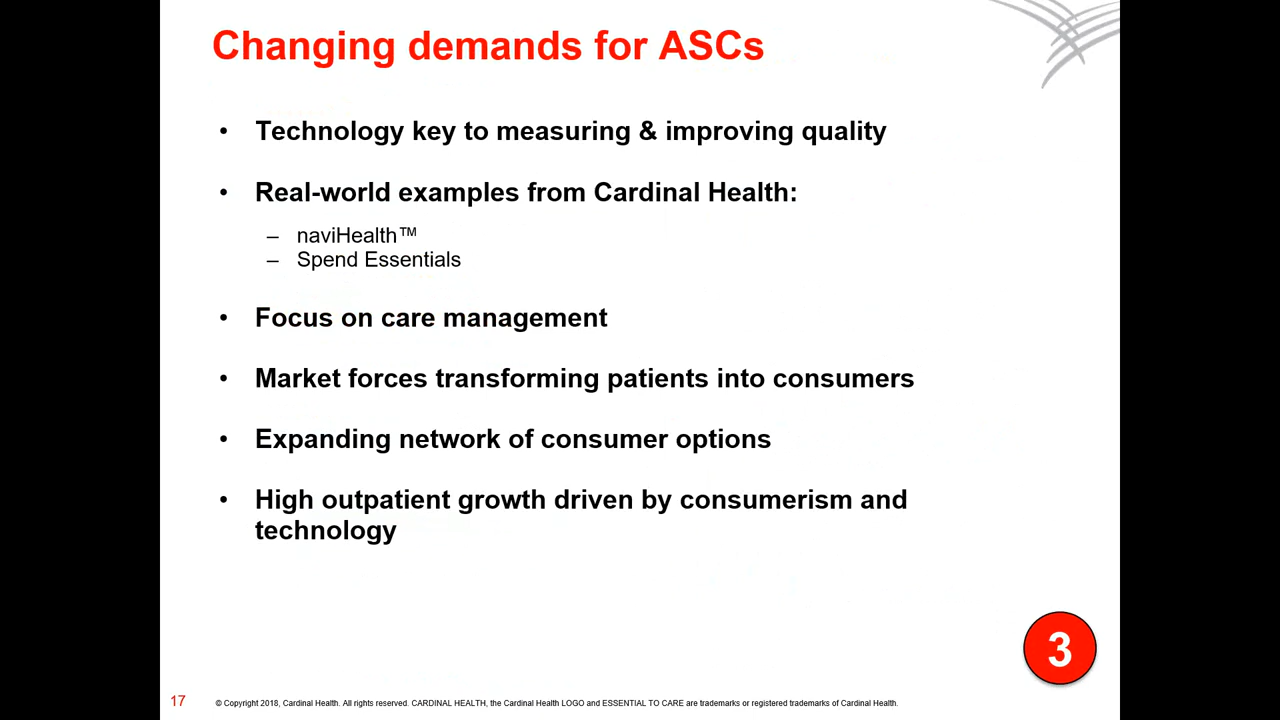 Changing demands for ASCs
• Technology key to measuring & improving quality
• Real-world examples from Cardinal Health:
– naviHealth™
– Spend Essentials
• Focus on care management
• Market forces transforming patients into consumers
• Expanding network of consumer options
• High outpatient growth driven by consumerism and
technology
3
17
© Copyright 2018, Cardinal Health. All rights reserved. CARDINAL HEALTH, the Cardinal Health LOGO and ESSENTIAL TO CARE are trademarks or registered trademarks of Cardinal Health.